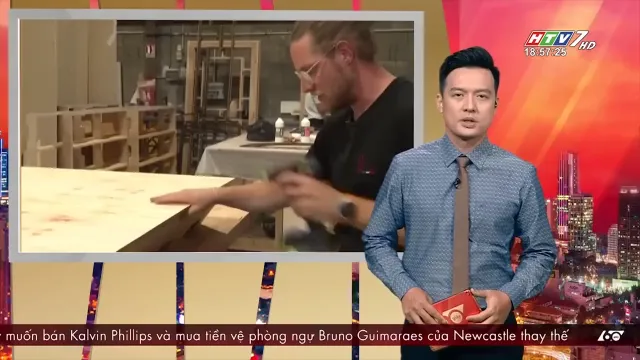 HTV7 HD
18:57:25
muốn bán Kalvin Phillips và mua tiền vệ phòng ngự Bruno Guimaraes của Newcastle thay thế
60